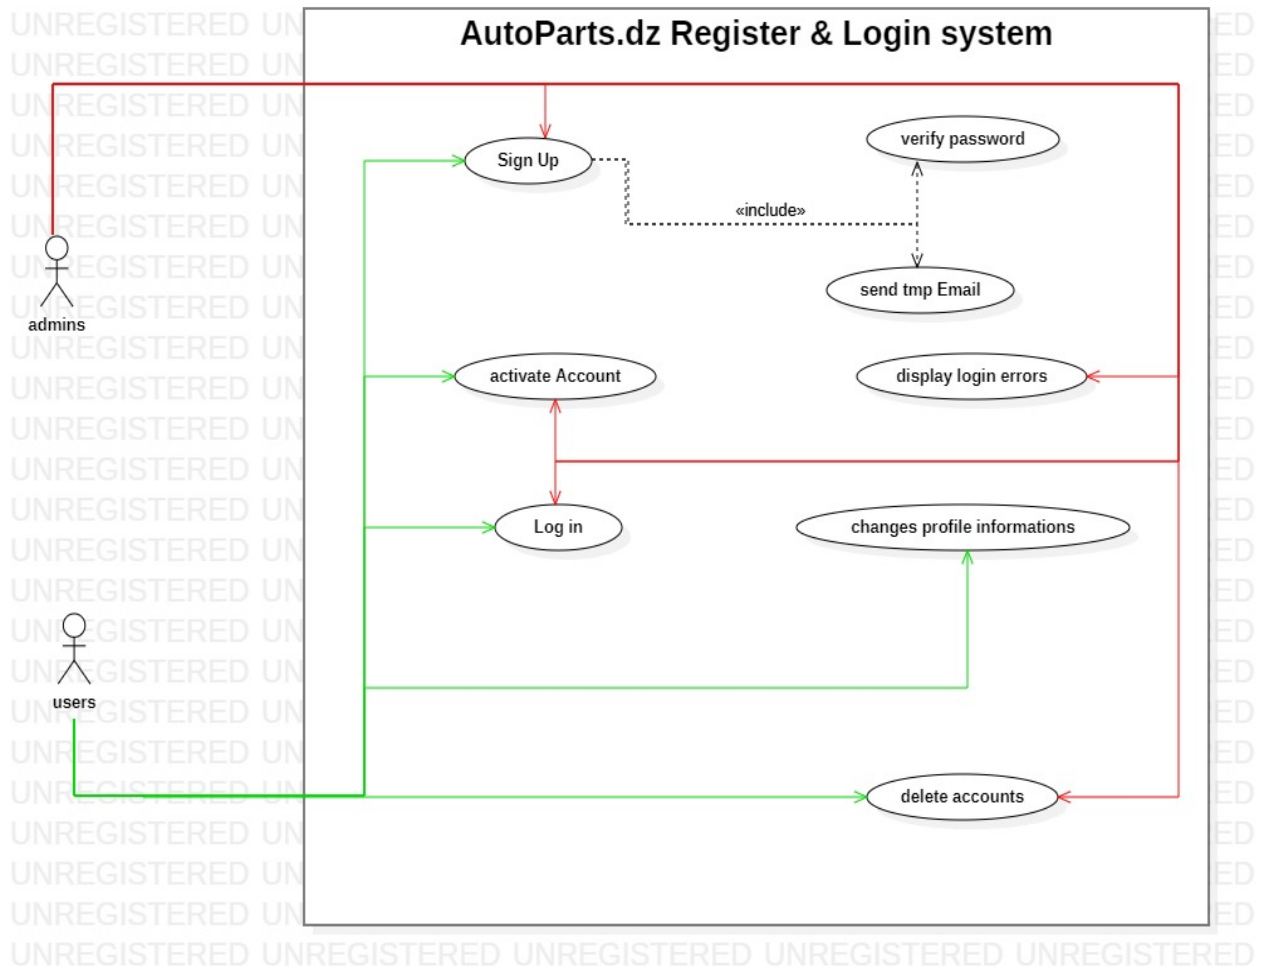 AutoParts.dz Register & Login system
verify password
Sign Up
«include»
send tmp Email
admins
activate Account
display login errors
Log in
changes profile informations
users
delete accounts
UNREGISTERED UNREGISTERED UNREGISTERED UNREGISTERED UNREGISTERED